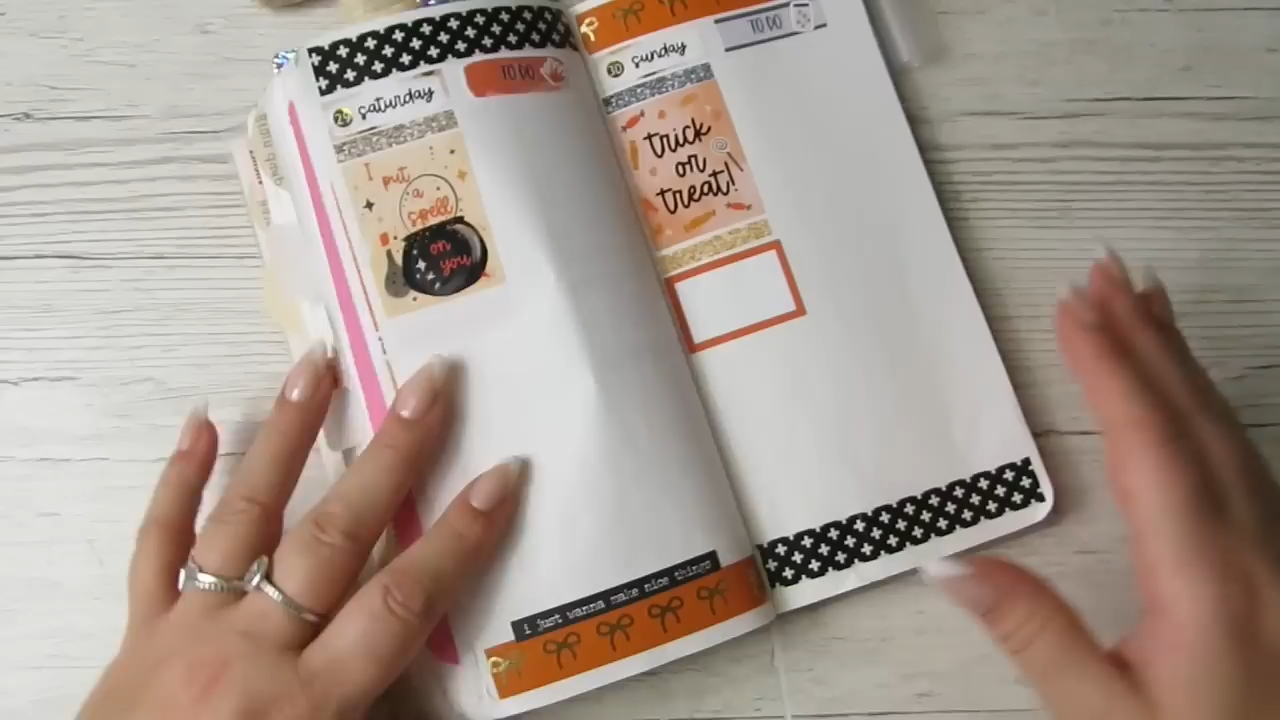 TO DO
29 saturday
I put
a
spell
on
you
i just wanna make nice things
TO DO
30 sunday
trick
or
treat!